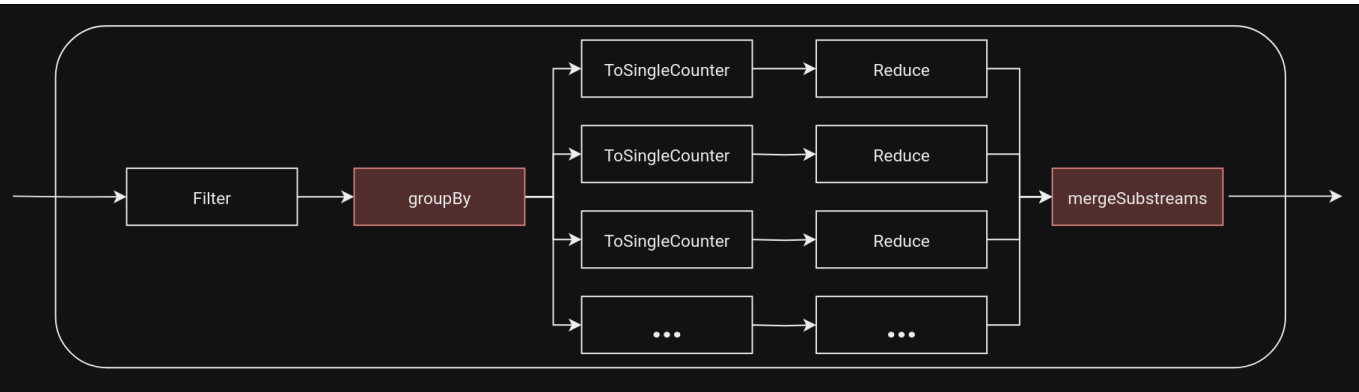 ToSingleCounter
Reduce
ToSingleCounter
Reduce
Filter
groupBy
mergeSubstreams
ToSingleCounter
Reduce
...
...